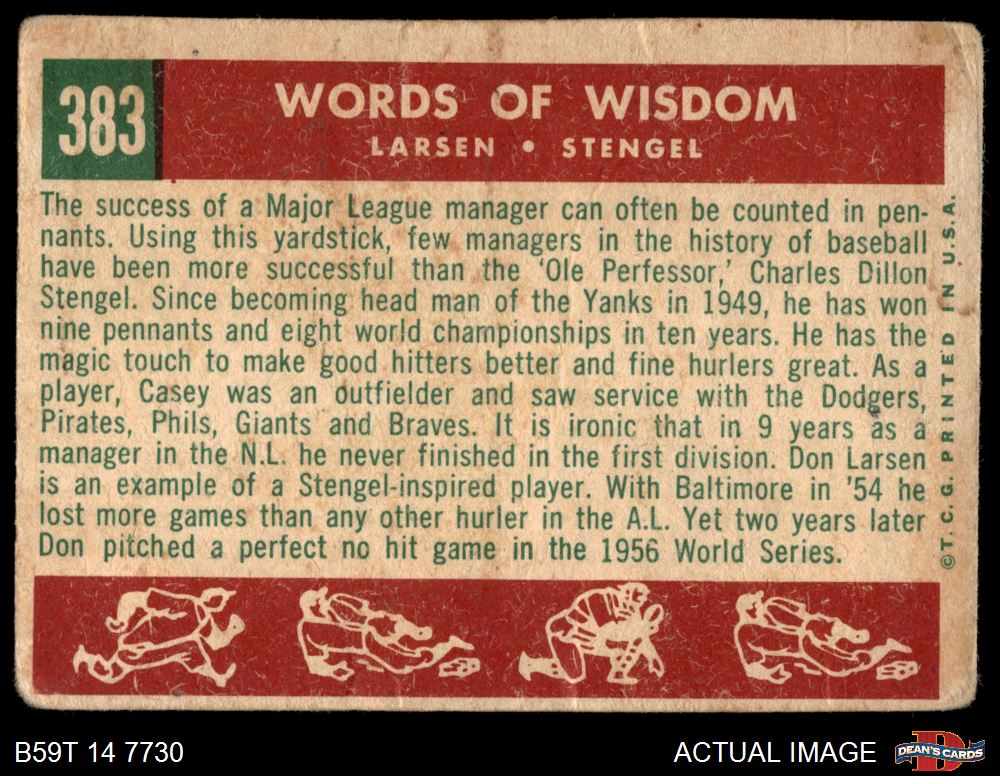 383
WORDS OF WISDOM
LARSEN • STENGEL
The success of a Major League manager can often be counted in pen-
nants. Using this yardstick, few managers in the history of baseball
have been more successful than the 'Ole Perfessor,' Charles Dillon
Stengel. Since becoming head man of the Yanks in 1949, he has won
nine pennants and eight world championships in ten years. He has the
magic touch to make good hitters better and fine hurlers great. As a
player, Casey was an outfielder and saw service with the Dodgers,
Pirates, Phils, Giants and Braves. It is ironic that in 9 years as a
manager in the N.L. he never finished in the first division. Don Larsen
is an example of a Stengel-inspired player. With Baltimore in '54 he
lost more games than any other hurler in the A.L. Yet two years later
Don pitched a perfect no hit game in the 1956 World Series.
©T. C. G. PRINTED IN U.S.A.
B59T 14 7730
ACTUAL IMAGE
DEAN'S CARDS